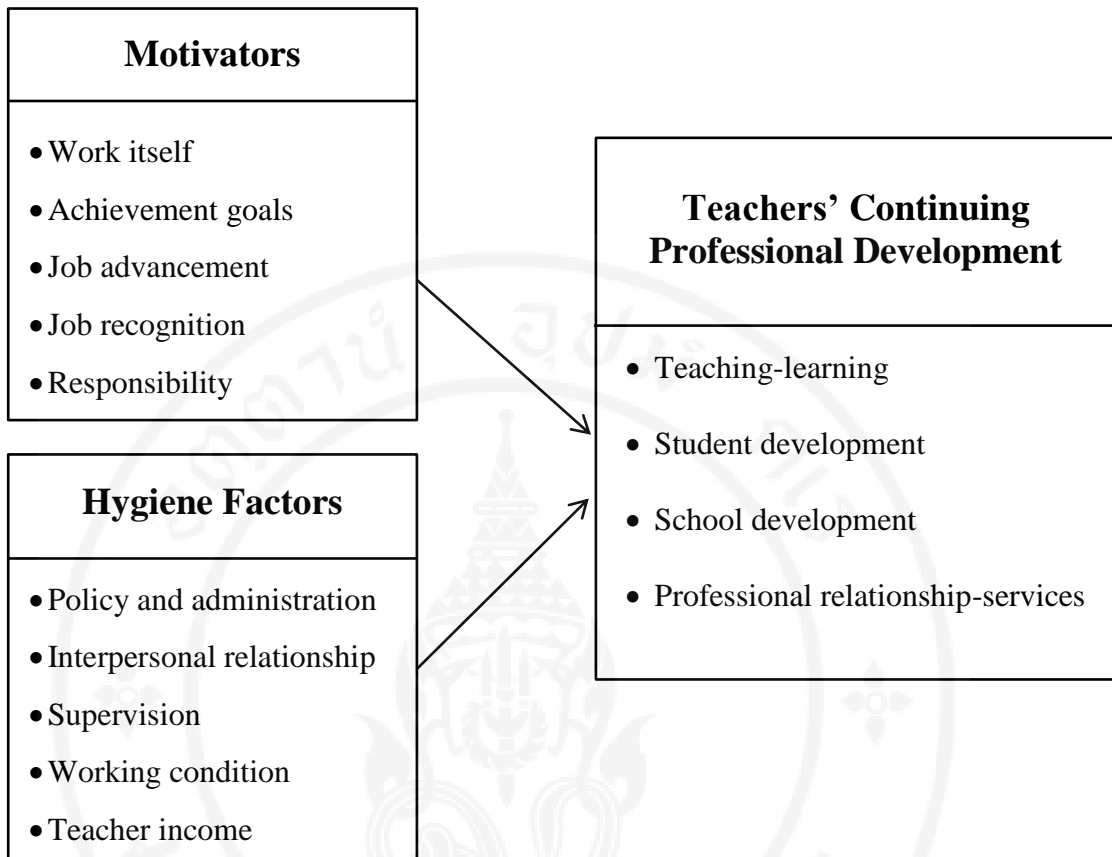 Motivators
• Work itself
• Achievement goals
• Job advancement
• Job recognition
• Responsibility
Hygiene Factors
• Policy and administration
• Interpersonal relationship
• Supervision
• Working condition
• Teacher income
Teachers’ Continuing
Professional Development
• Teaching-learning
• Student development
• School development
• Professional relationship-services